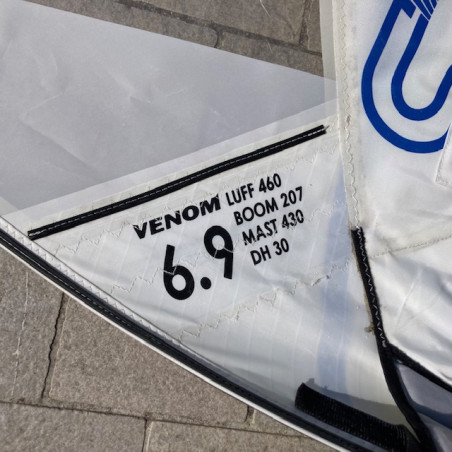 VENOM LUFF 460
BOOM 207
6.9 MAST 430
DH 30